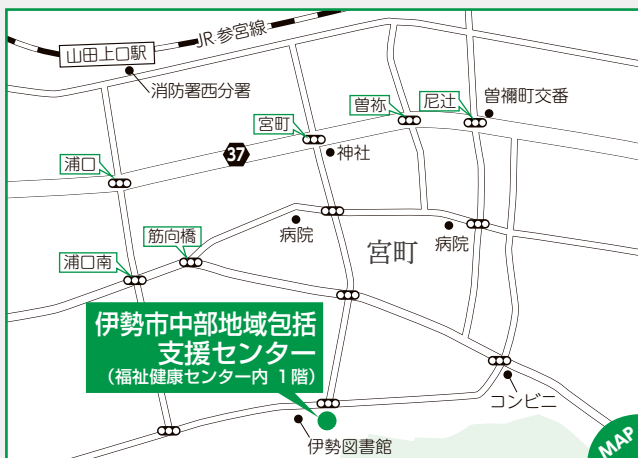 JR 参宮線
山田上口駅
消防署西分署
曽祢
尼辻
曽禰町交番
宮町
37
神社
浦口
病院
病院
筋向橋
宮町
浦口南
伊勢市中部地域包括
支援センター
（福祉健康センター内 1階）
コンビニ
伊勢図書館
MAP